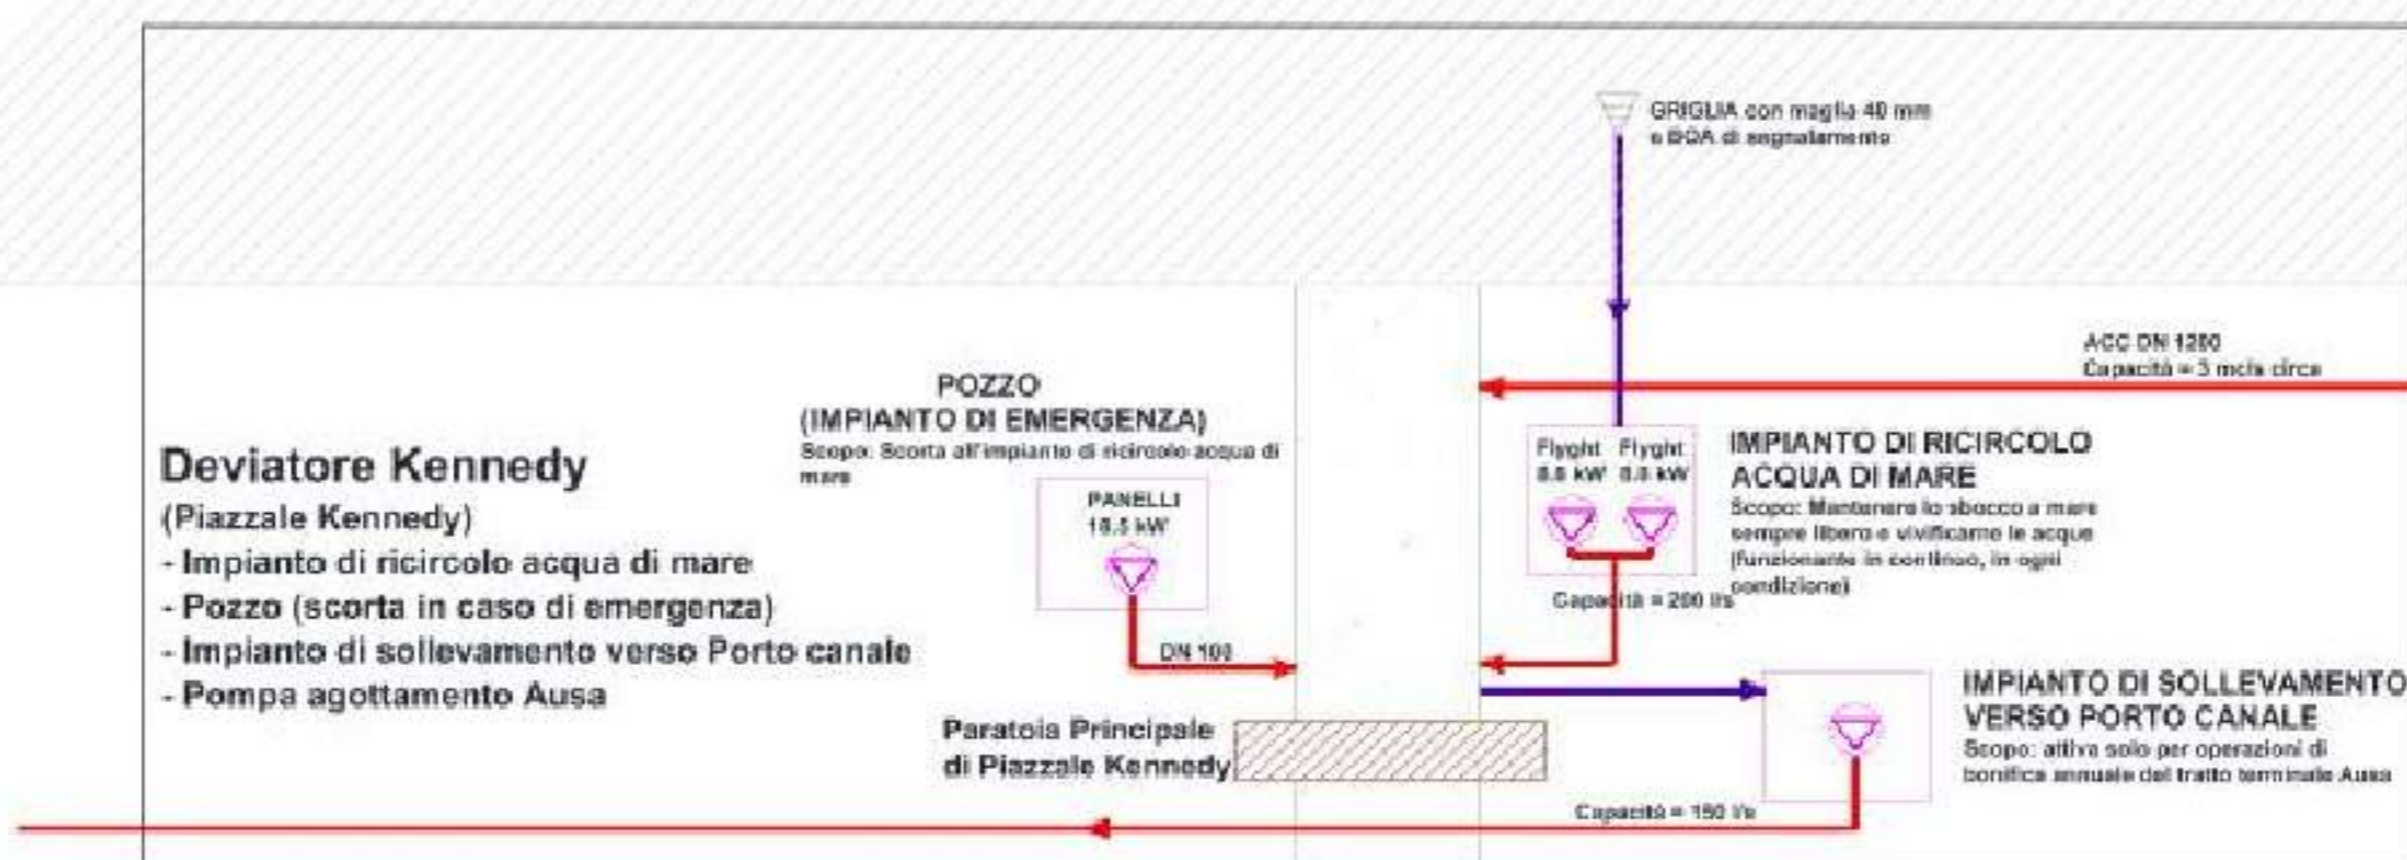 GRIGLIA con maglia 40 mm
e BOA di segnalamento
ACC DN 1200
Capacità = 3 mc/s circa
POZZO
(IMPIANTO DI EMERGENZA)
Scopo: Scorta all'impianto di ricircolo acqua di
mare
PANELLI
18.5 kW
DN 100
Deviatore Kennedy
(Piazzale Kennedy)
- Impianto di ricircolo acqua di mare
- Pozzo (scorta in caso di emergenza)
- Impianto di sollevamento verso Porto canale
- Pompa agottamento Ausa
Flyght Flyght
kW kW
IMPIANTO DI RICIRCOLO
ACQUA DI MARE
Scopo: Mantenere lo sbocco a mare
sempre libero e vivificarne le acque
(funzionante in continuo, in ogni
condizione)
Capacità = 200 l/s
Paratoia Principale
di Piazzale Kennedy
IMPIANTO DI SOLLEVAMENTO
VERSO PORTO CANALE
Scopo: attiva solo per operazioni di
bonifica annuale del tratto terminale Ausa
Capacità = 150 l/s